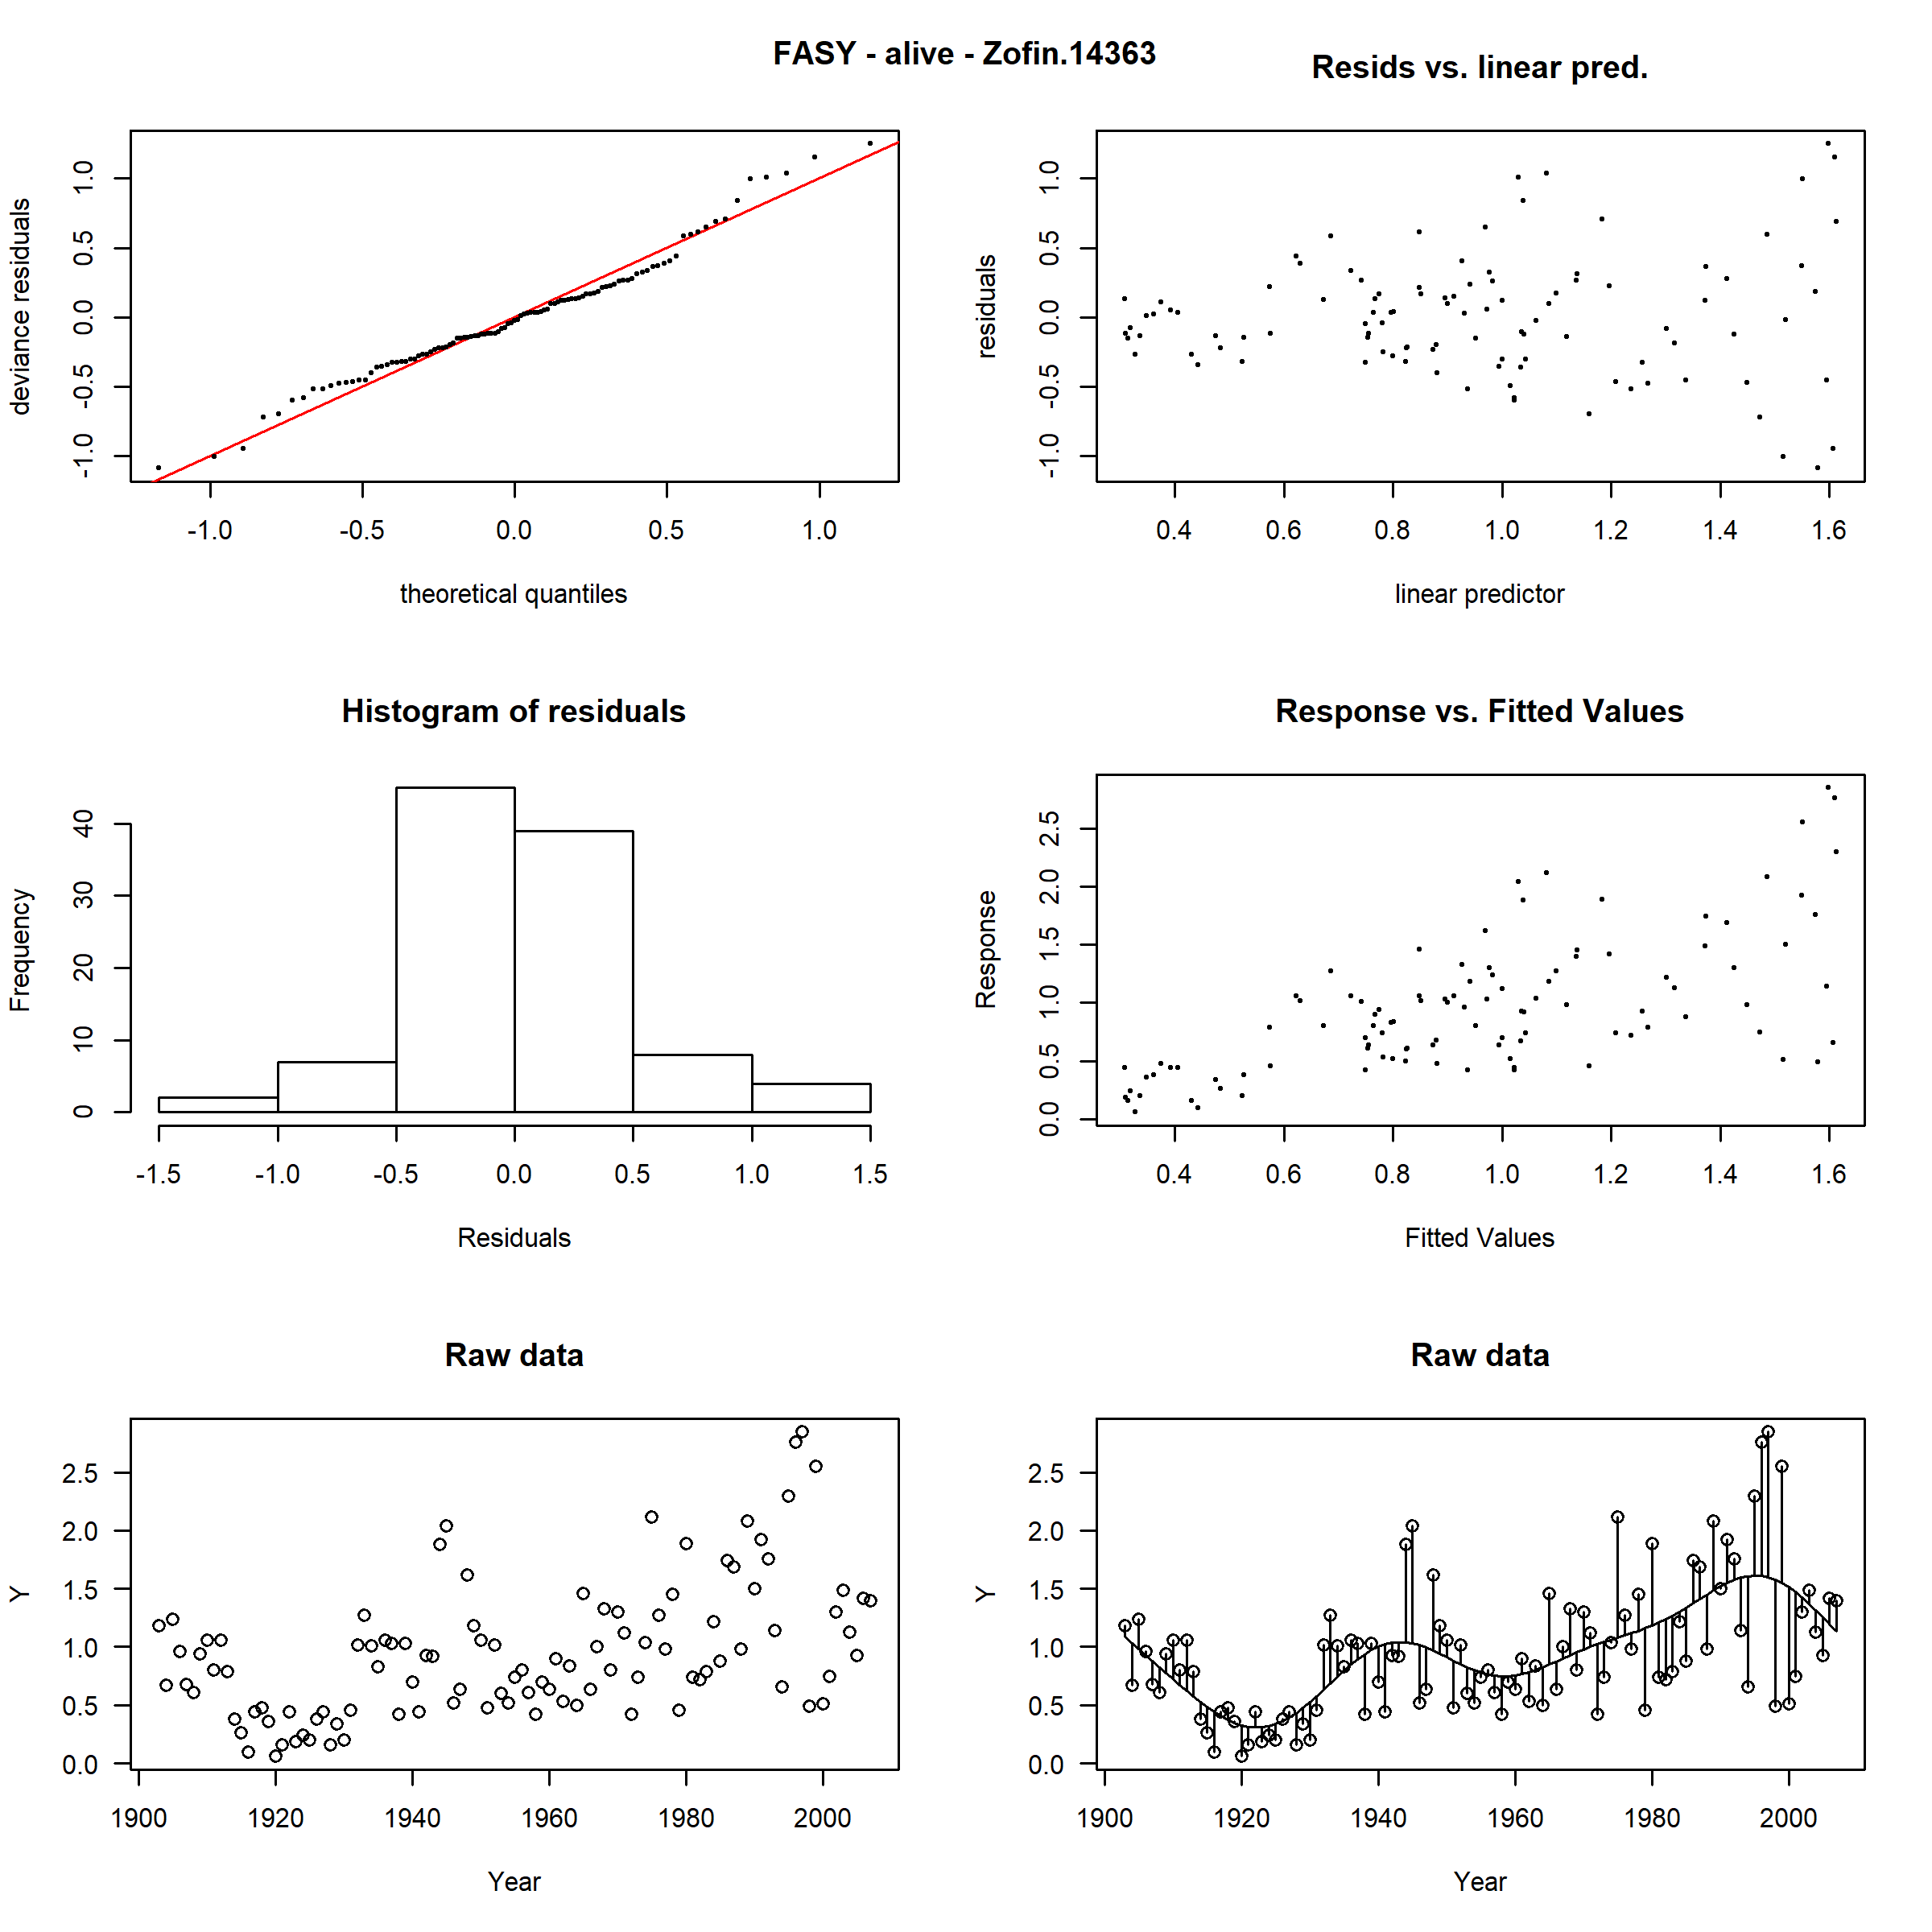 FASY - alive - Zofin.14363
Resids vs. linear pred.
deviance residuals
-1.0 -0.5 0.0 0.5 1.0
-1.0 -0.5 0.0 0.5 1.0
theoretical quantiles
residuals
-1.0 -0.5 0.0 0.5 1.0
0.4 0.6 0.8 1.0 1.2 1.4 1.6
linear predictor
Histogram of residuals
Frequency
0 10 20 30 40
-1.5 -1.0 -0.5 0.0 0.5 1.0 1.5
Residuals
Response vs. Fitted Values
Response
0.0 0.5 1.0 1.5 2.0 2.5
0.4 0.6 0.8 1.0 1.2 1.4 1.6
Fitted Values
Raw data
Y
2.5
2.0
1.5
1.0
0.5
0.0
1900 1920 1940 1960 1980 2000
Year
Raw data
Y
2.5
2.0
1.5
1.0
0.5
0.0
1900 1920 1940 1960 1980 2000
Year